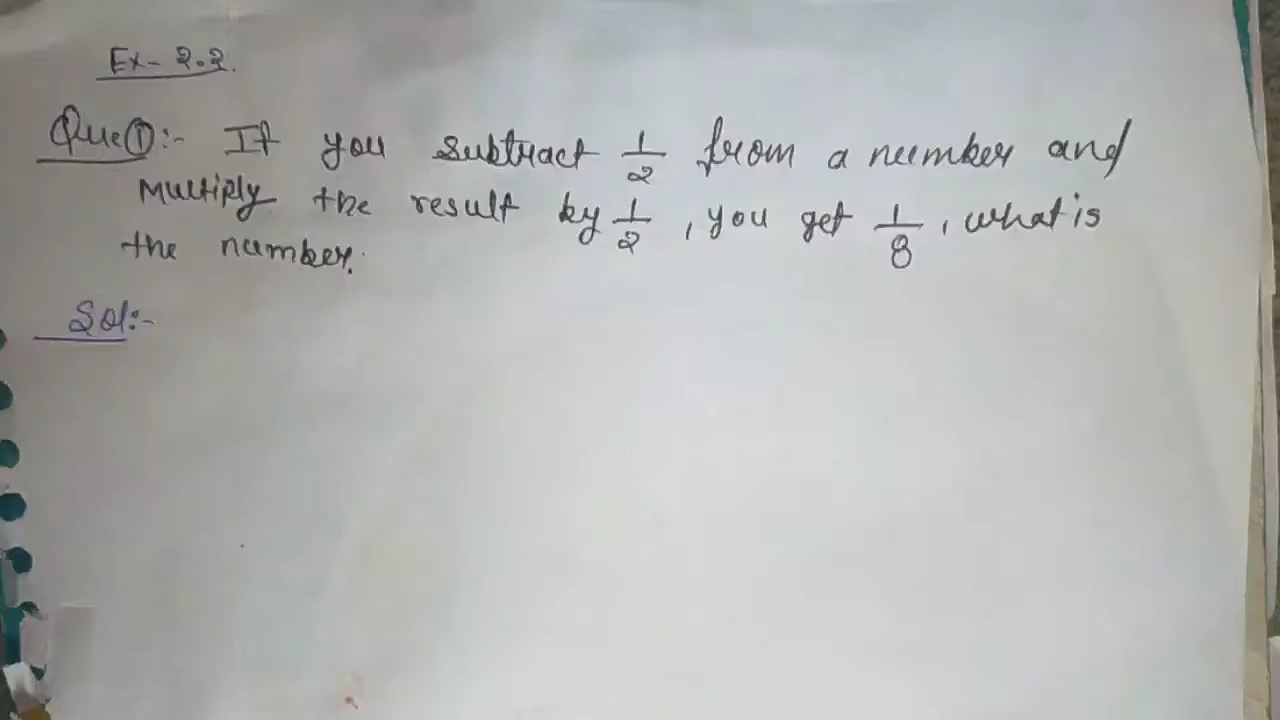 Ex- 2.2.
Que①:- If you subtract 1/2 from a number and
Multiply the result by 1/2, you get 1/8, what is
the number.
Sol:-